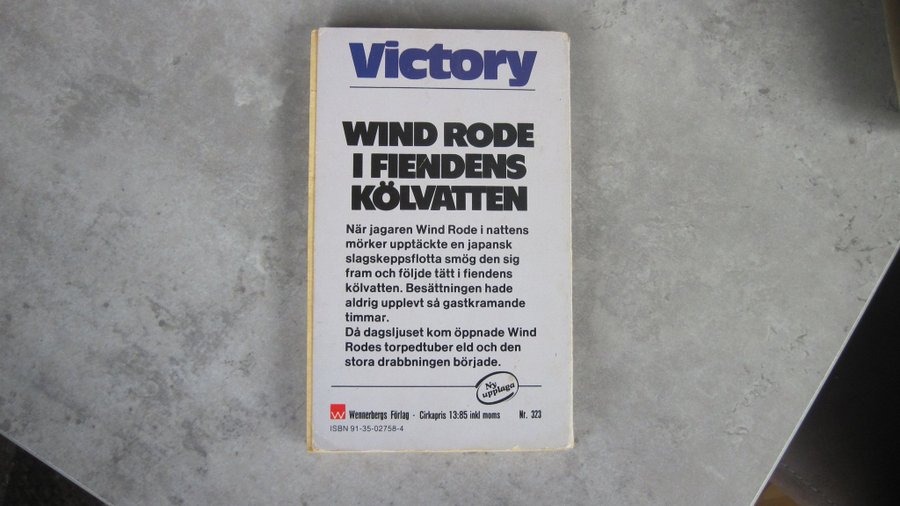 Victory
WIND RODE
I FIENDENS
KÖLVATTEN
När jagaren Wind Rode i nattens
mörker upptäckte en japansk
slagskeppsflotta smög den sig
fram och följde tätt i fiendens
kölvatten. Besättningen hade
aldrig upplevt så gastkramande
timmar.
Då dagsljuset kom öppnade Wind
Rodes torpedtuber eld och den
stora drabbningen började.
Ny
upplaga
W Wennerbergs Förlag · Cirkapris 13:85 inkl moms Nr. 323
ISBN 91-35-02758-4